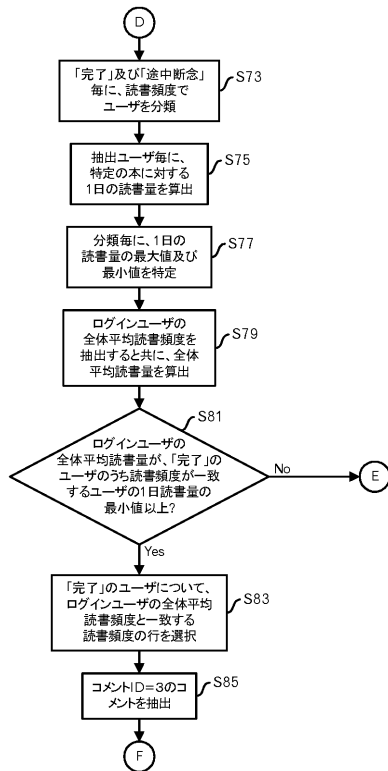 D
「完了」及び「途中断念」
毎に、読書頻度で
ユーザを分類
S73
抽出ユーザ毎に、
特定の本に対する
1日の読書量を算出
S75
分類毎に、1日の
読書量の最大値及び
最小値を特定
S77
ログインユーザの
全体平均読書頻度を
抽出すると共に、全体
平均読書量を算出
S79
S81
ログインユーザの
全体平均読書量が、「完了」の
ユーザのうち読書頻度が一致
するユーザの1日読書量の
最小値以上?
No
E
Yes
「完了」のユーザについて、
ログインユーザの全体平均
読書頻度と一致する
読書頻度の行を選択
S83
コメントID=3のコ
メントを抽出
S85
F